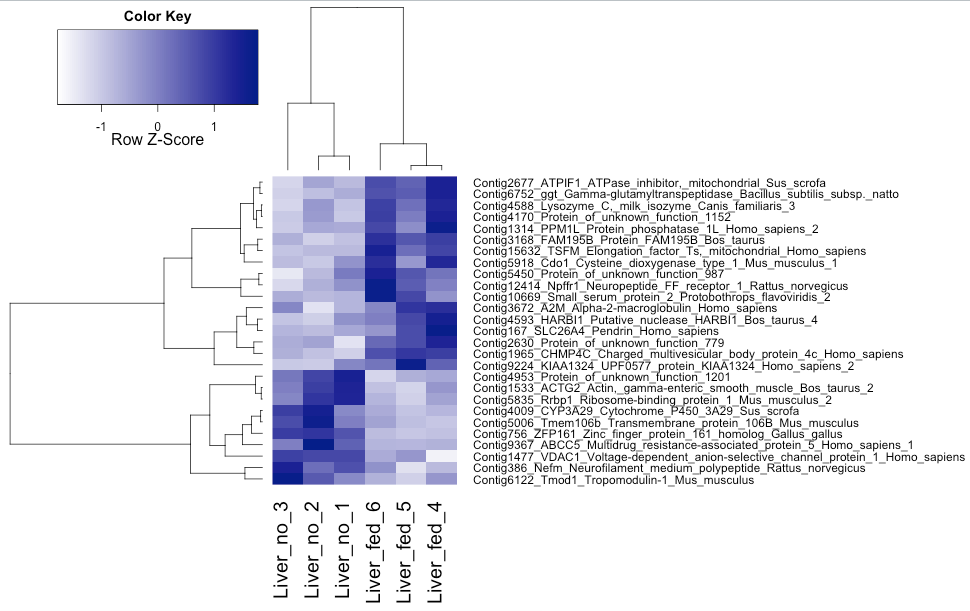 Color Key
-1 0 1
Row Z-Score
Contig2677_ATPIF1_ATPase_inhibitor,_mitochondrial_Sus_scrofa
Contig6752_ggt_Gamma-glutamyltranspeptidase_Bacillus_subtilis_subsp._natto
Contig4588_Lysozyme_C,_milk_isozyme_Canis_familiaris_3
Contig4170_Protein_of_unknown_function_1152
Contig1314_PPM1L_Protein_phosphatase_1L_Homo_sapiens_2
Contig3168_FAM195B_Protein_FAM195B_Bos_taurus
Contig15632_TSFM_Elongation_factor_Ts,_mitochondrial_Homo_sapiens
Contig5918_Cdo1_Cysteine_dioxygenase_type_1_Mus_musculus_1
Contig5450_Protein_of_unknown_function_987
Contig12414_Npffr1_Neuropeptide_FF_receptor_1_Rattus_norvegicus
Contig10669_Small_serum_protein_2_Protobothrops_flavoviridis_2
Contig3672_A2M_Alpha-2-macroglobulin_Homo_sapiens
Contig4593_HARBI1_Putative_nuclease_HARBI1_Bos_taurus_4
Contig167_SLC26A4_Pendrin_Homo_sapiens
Contig2630_Protein_of_unknown_function_779
Contig1965_CHMP4C_Charged_multivesicular_body_protein_4c_Homo_sapiens
Contig9224_KIAA1324_UPF0577_protein_KIAA1324_Homo_sapiens_2
Contig4953_Protein_of_unknown_function_1201
Contig1533_ACTG2_Actin,_gamma-enteric_smooth_muscle_Bos_taurus_2
Contig5835_Rrbp1_Ribosome-binding_protein_1_Mus_musculus_2
Contig4009_CYP3A29_Cytochrome_P450_3A29_Sus_scrofa
Contig5006_Tmem106b_Transmembrane_protein_106B_Mus_musculus
Contig756_ZFP161_Zinc_finger_protein_161_homolog_Gallus_gallus
Contig9367_ABCC5_Multidrug_resistance-associated_protein_5_Homo_sapiens_1
Contig1477_VDAC1_Voltage-dependent_anion-selective_channel_protein_1_Homo_sapiens
Contig386_Nefm_Neurofilament_medium_polypeptide_Rattus_norvegicus
Contig6122_Tmod1_Tropomodulin-1_Mus_musculus
Liver_no_3
Liver_no_2
Liver_no_1
Liver_fed_6
Liver_fed_5
Liver_fed_4